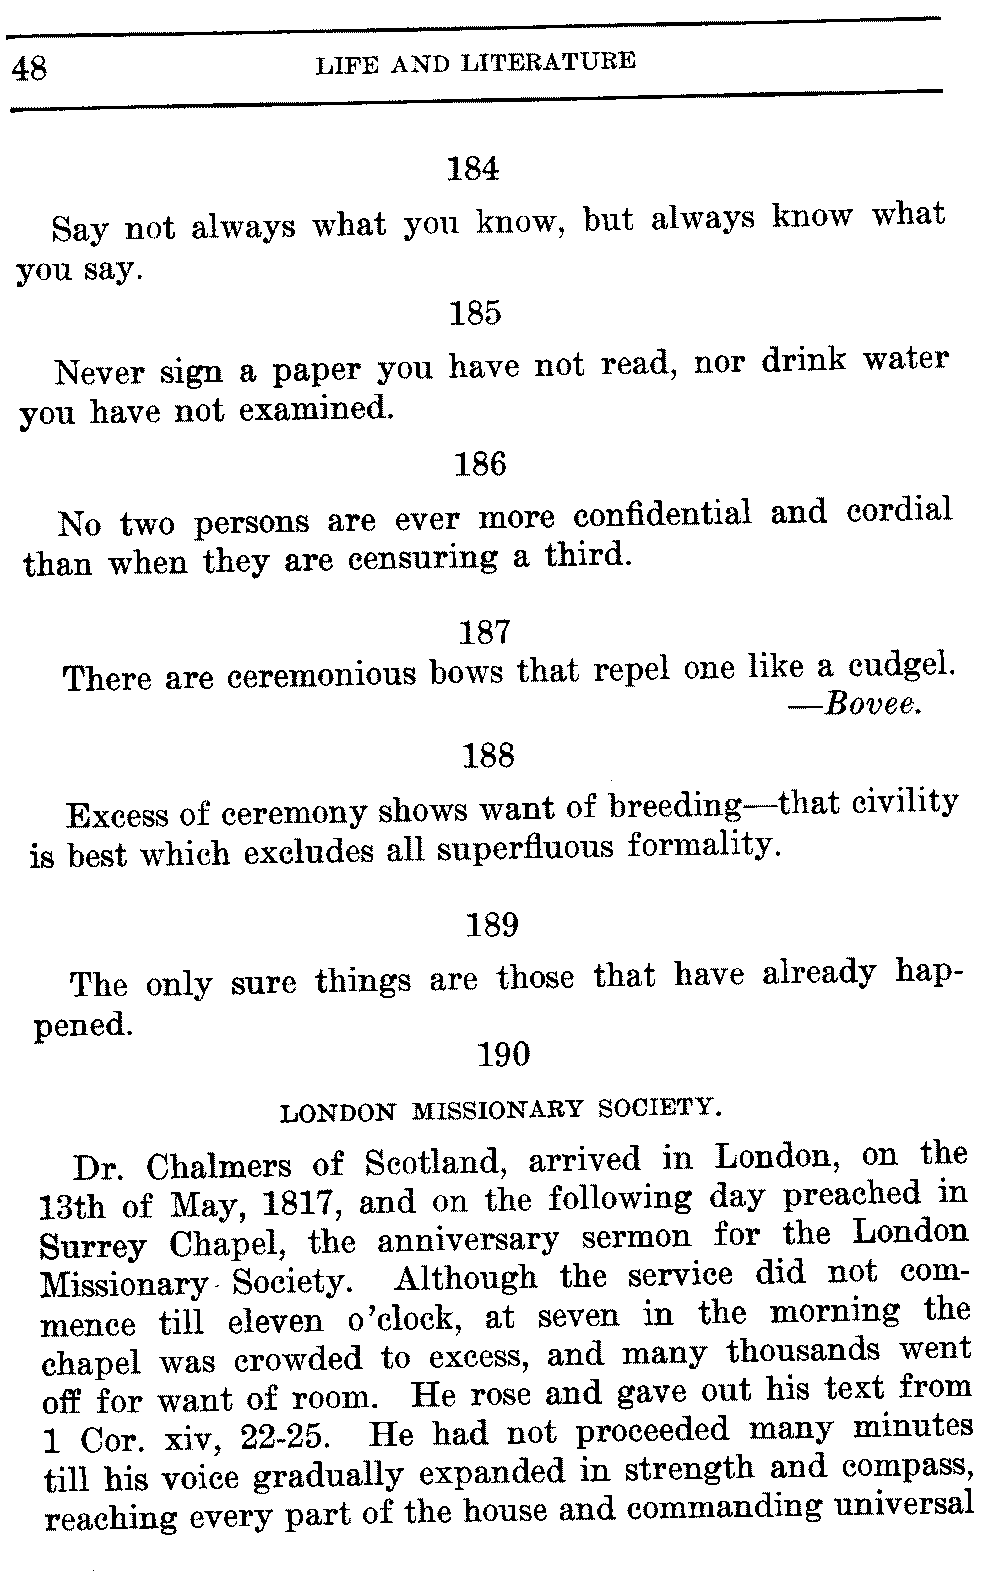 48 LIFE AND LITERATURE
184
Say not always what you know, but always know what
you say.
185
Never sign a paper you have not read, nor drink water
you have not examined.
186
No two persons are ever more confidential and cordial
than when they are censuring a third.
187
There are ceremonious bows that repel one like a cudgel.
—Bovee.
188
Excess of ceremony shows want of breeding—that civility
is best which excludes all superfluous formality.
189
The only sure things are those that have already hap-
pened.
190
LONDON MISSIONARY SOCIETY.
Dr. Chalmers of Scotland, arrived in London, on the
13th of May, 1817, and on the following day preached in
Surrey Chapel, the anniversary sermon for the London
Missionary Society. Although the service did not com-
mence till eleven o'clock, at seven in the morning the
chapel was crowded to excess, and many thousands went
off for want of room. He rose and gave out his text from
1 Cor. xiv, 22-25. He had not proceeded many minutes
till his voice gradually expanded in strength and compass,
reaching every part of the house and commanding universal